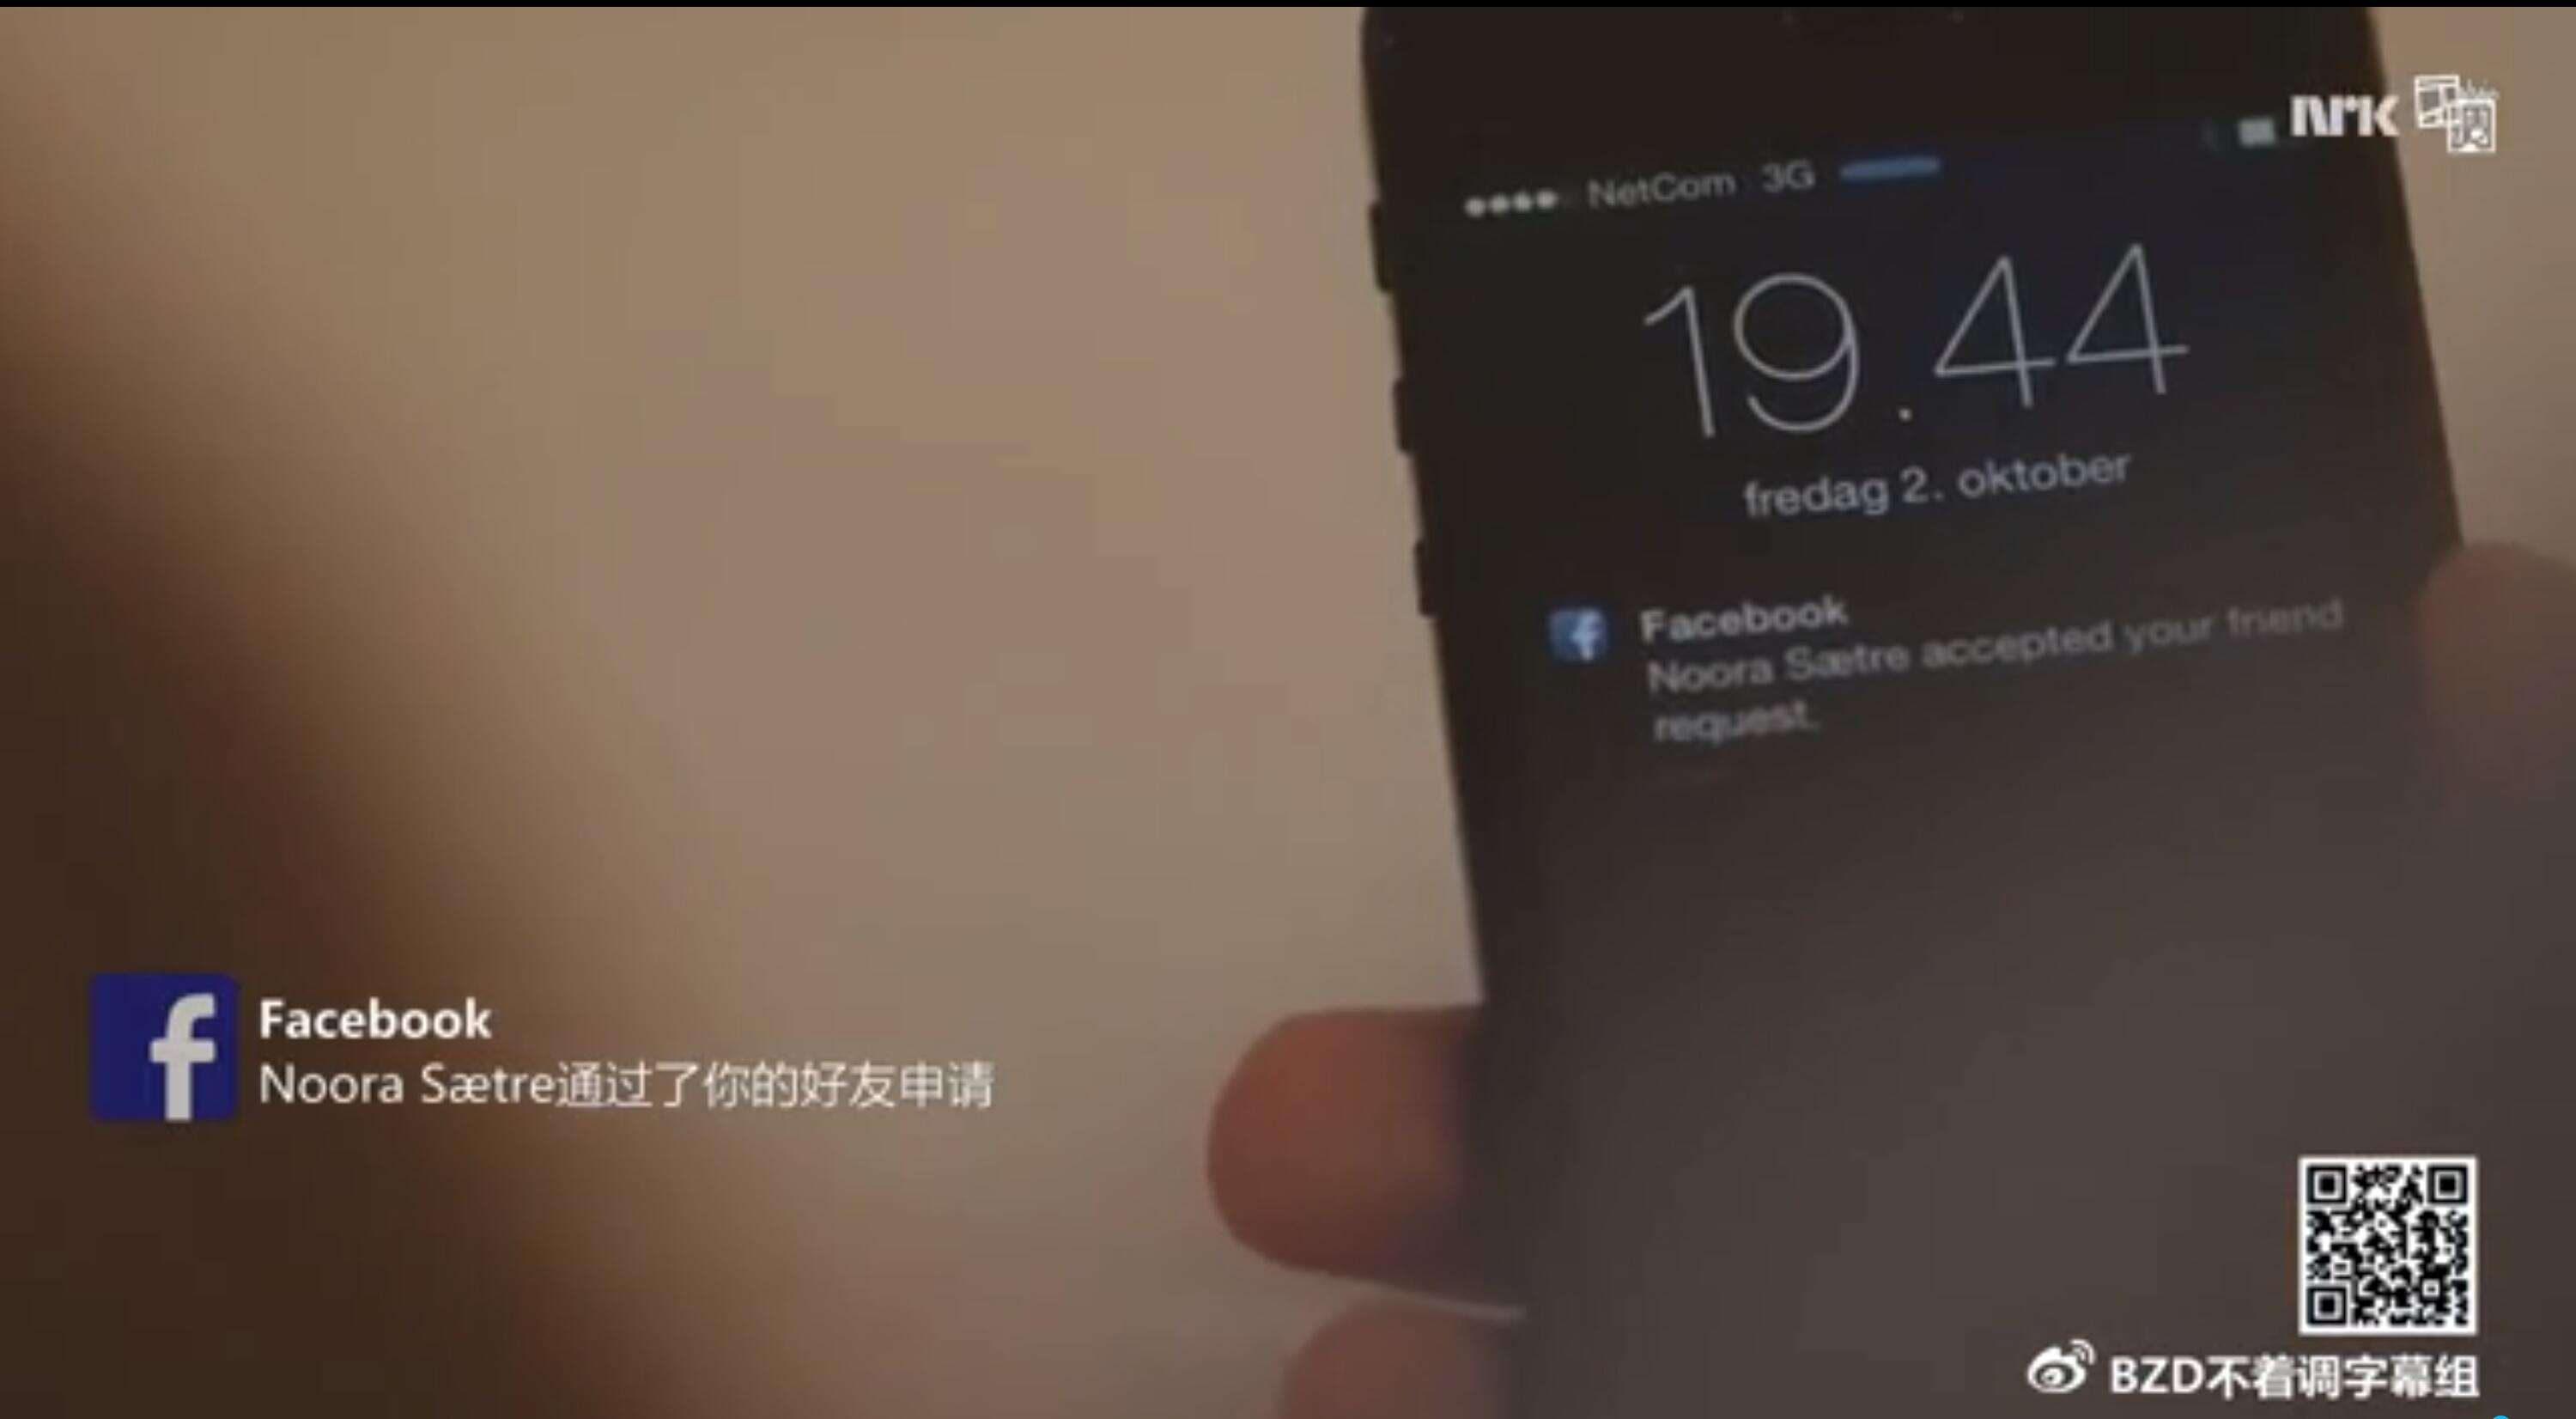 NRK
NetCom 3G
19.44
fredag 2. oktober
Facebook
Noora Sætre accepted your friend
request.
Facebook
Noora Sætre通过了你的好友申请
BZD不着调字幕组